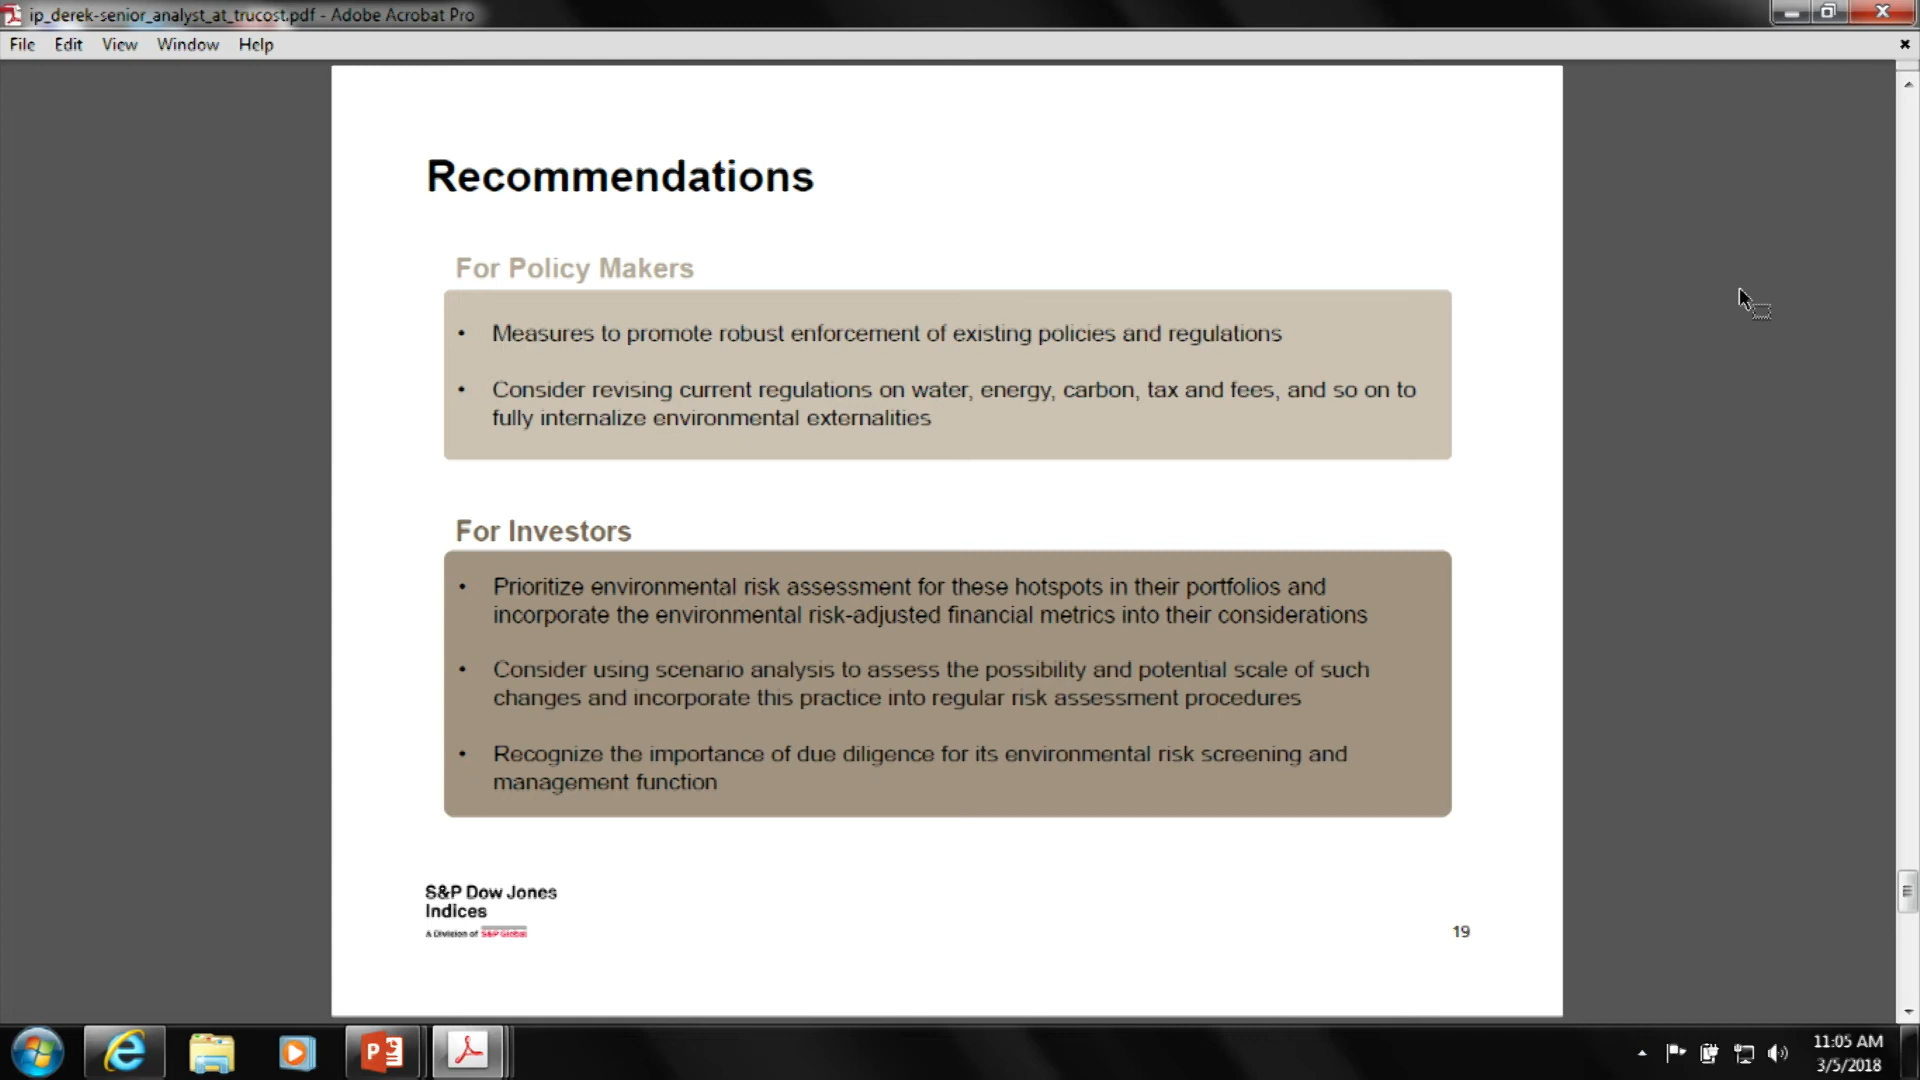 ip_derek-senior_analyst_at_trucost.pdf - Adobe Acrobat Pro
File Edit View Window Help
Recommendations
For Policy Makers
• Measures to promote robust enforcement of existing policies and regulations
• Consider revising current regulations on water, energy, carbon, tax and fees, and so on to
fully internalize environmental externalities
For Investors
• Prioritize environmental risk assessment for these hotspots in their portfolios and
incorporate the environmental risk-adjusted financial metrics into their considerations
• Consider using scenario analysis to assess the possibility and potential scale of such
changes and incorporate this practice into regular risk assessment procedures
• Recognize the importance of due diligence for its environmental risk screening and
management function
S&P Dow Jones
Indices
A Division of S&P Global
19
11:05 AM
3/5/2018